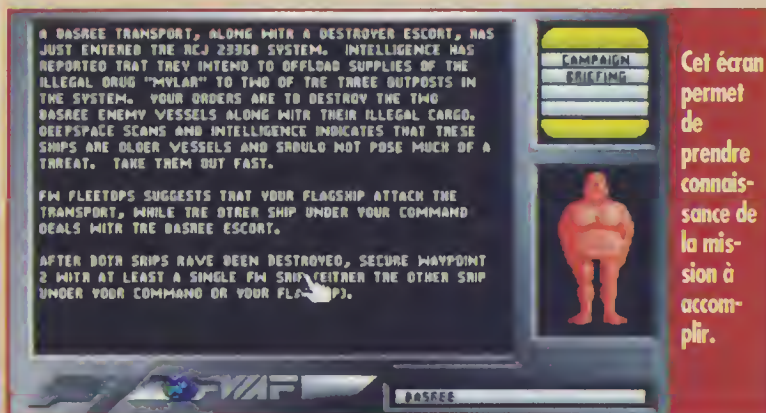 A BASREE TRANSPORT, ALONG WITH A DESTROYER ESCORT, HAS
JUST ENTERED THE RCJ 23368 SYSTEM. INTELLIGENCE HAS
REPORTED THAT THEY INTEND TO OFFLOAD SUPPLIES OF THE
ILLEGAL DRUG "MYLAR" TO TWO OF THE THREE OUTPOSTS IN
THE SYSTEM. YOUR ORDERS ARE TO DESTROY THE TWO
BASREE ENEMY VESSELS ALONG WITH THEIR ILLEGAL CARGO.
DEEPSPACE SCANS AND INTELLIGENCE INDICATES THAT THESE
SHIPS ARE OLDER VESSELS AND SHOULD NOT POSE MUCH OF A
THREAT. TAKE THEM OUT FAST.
FW FLEETOPS SUGGESTS THAT YOUR FLAGSHIP ATTACK THE
TRANSPORT, WHILE THE OTHER SHIP UNDER YOUR COMMAND
DEALS WITH THE BASREE ESCORT.
AFTER BOTH SHIPS HAVE BEEN DESTROYED, SECURE WAYPOINT
2 WITH AT LEAST A SINGLE FW SHIP (EITHER THE OTHER SHIP
UNDER YOUR COMMAND OR YOUR
CAMPAIGN
BRIEFING
BASREE
Cet écran
permet
de
prendre
connais-
sance de
la mis-
sion à
accom-
plir.